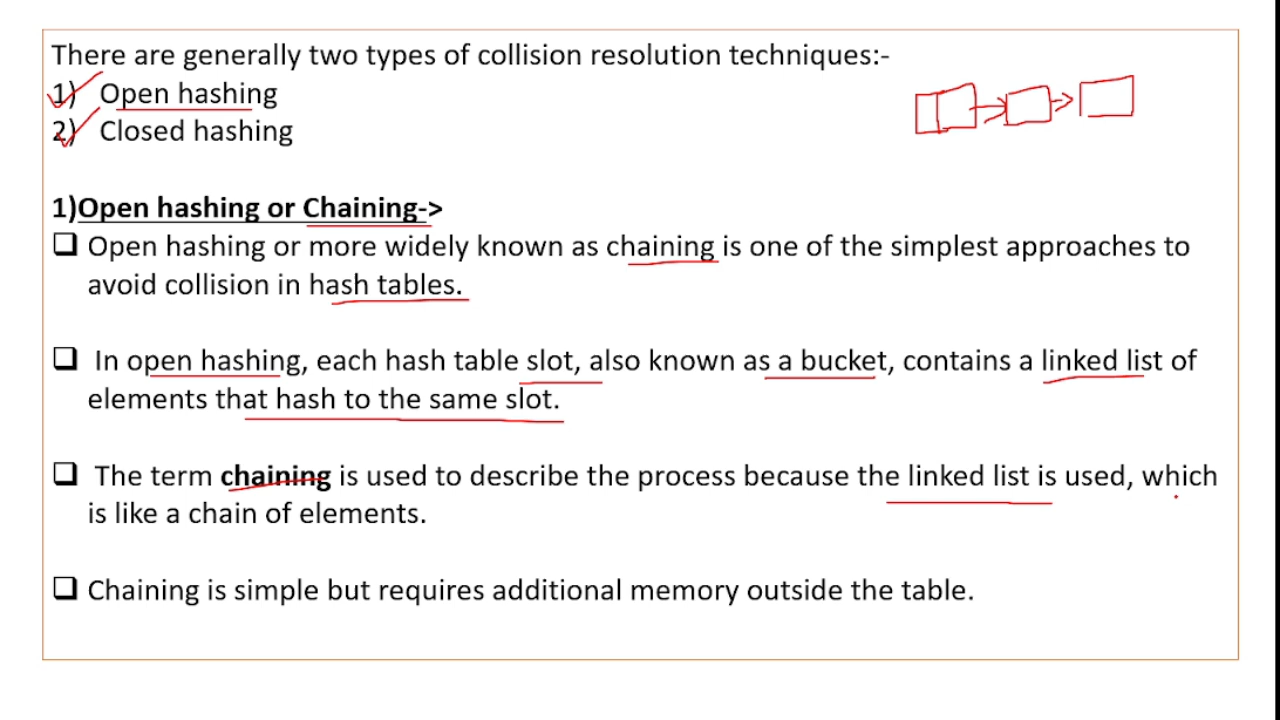 There are generally two types of collision resolution techniques:-
1) Open hashing
2) Closed hashing
1)Open hashing or Chaining->
❑ Open hashing or more widely known as chaining is one of the simplest approaches to
avoid collision in hash tables.
❑ In open hashing, each hash table slot, also known as a bucket, contains a linked list of
elements that hash to the same slot.
❑ The term chaining is used to describe the process because the linked list is used, which
is like a chain of elements.
❑ Chaining is simple but requires additional memory outside the table.